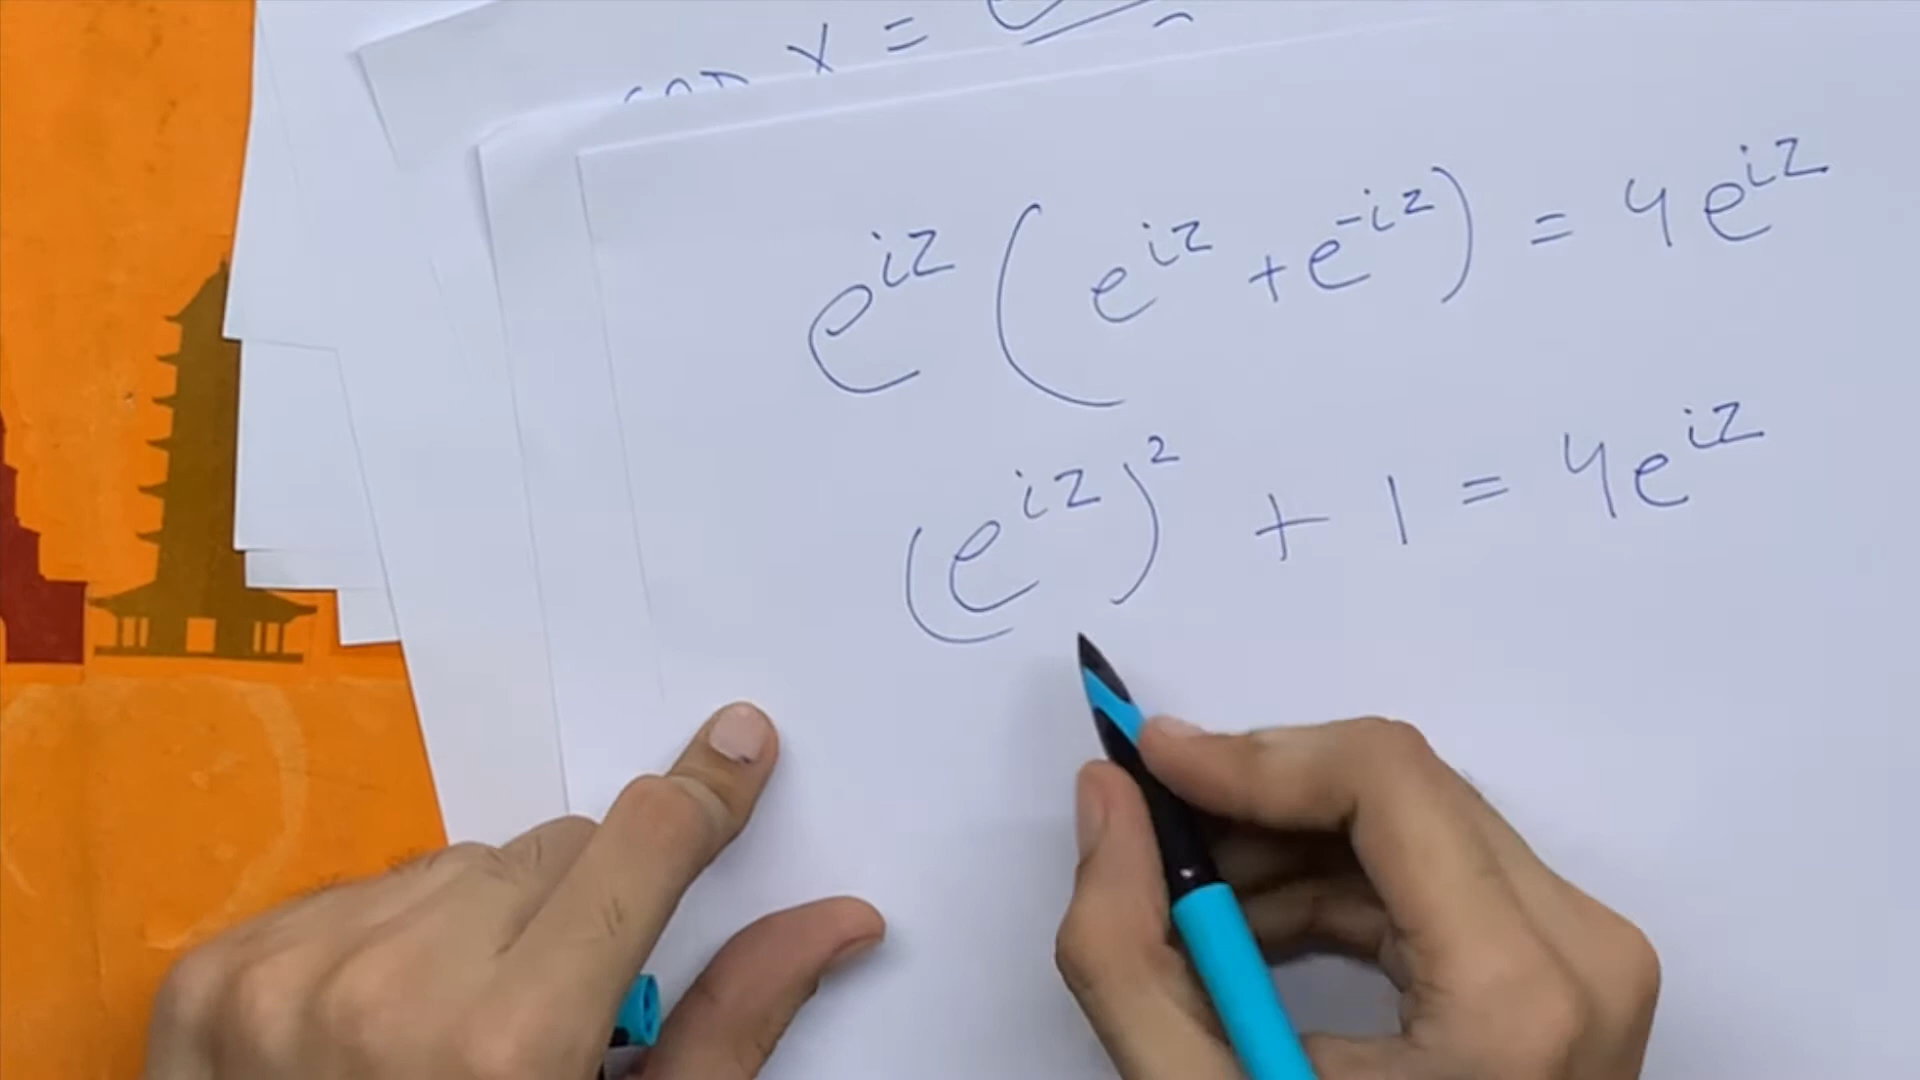 x =
e^{iz} ( e^{iz} + e^{-iz} ) = 4e^{iz}
(e^{iz})^2 + 1 = 4e^{iz}